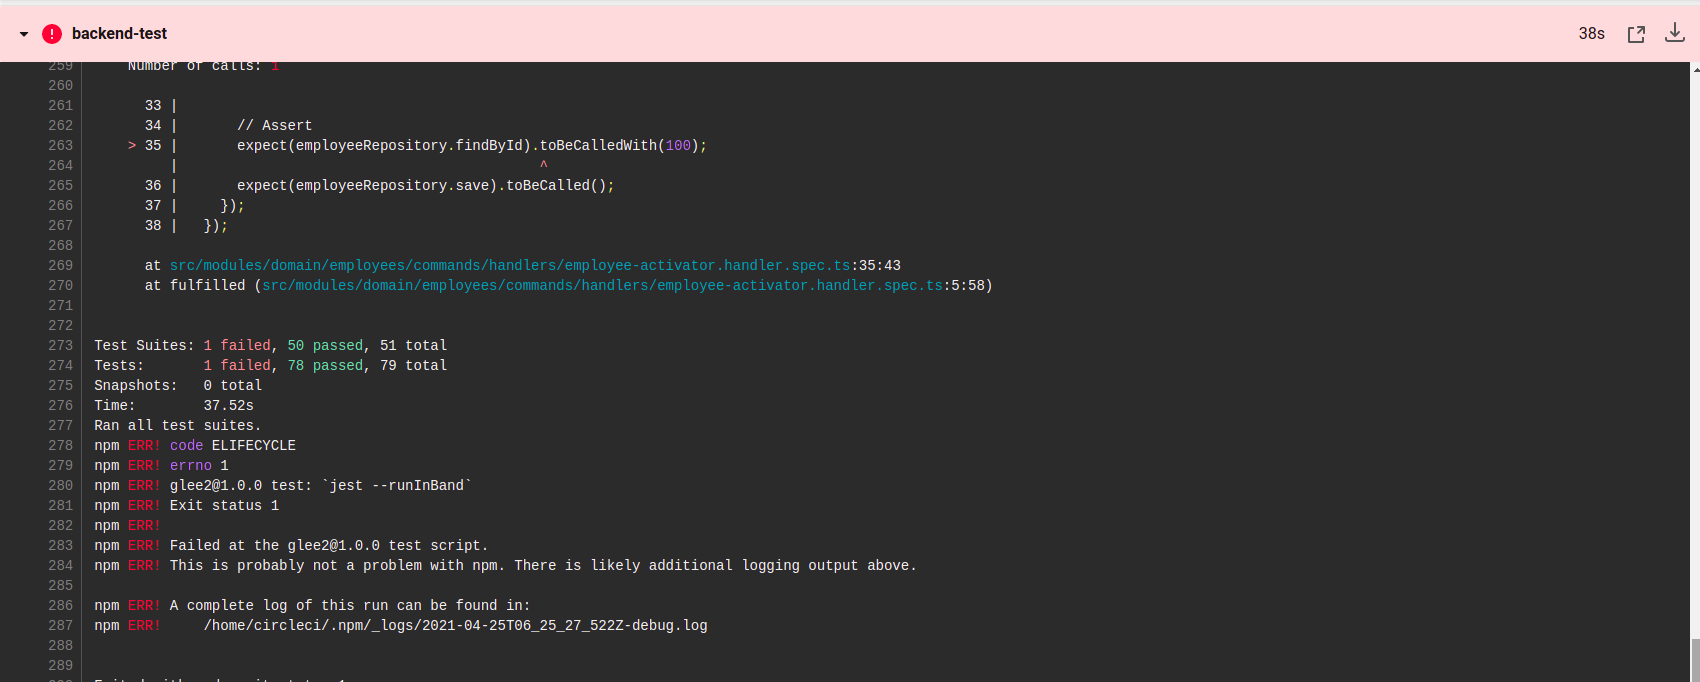 backend-test 38s
259 Number of calls: 1
260
261 33 |
262 34 | // Assert
263 > 35 | expect(employeeRepository.findById).toBeCalledWith(100);
264 | ^
265 36 | expect(employeeRepository.save).toBeCalled();
266 37 | });
267 38 | });
268
269 at src/modules/domain/employees/commands/handlers/employee-activator.handler.spec.ts:35:43
270 at fulfilled (src/modules/domain/employees/commands/handlers/employee-activator.handler.spec.ts:5:58)
271
272
273 Test Suites: 1 failed, 50 passed, 51 total
274 Tests: 1 failed, 78 passed, 79 total
275 Snapshots: 0 total
276 Time: 37.52s
277 Ran all test suites.
278 npm ERR! code ELIFECYCLE
279 npm ERR! errno 1
280 npm ERR! glee2@1.0.0 test: `jest --runInBand`
281 npm ERR! Exit status 1
282 npm ERR!
283 npm ERR! Failed at the glee2@1.0.0 test script.
284 npm ERR! This is probably not a problem with npm. There is likely additional logging output above.
285
286 npm ERR! A complete log of this run can be found in:
287 npm ERR! /home/circleci/.npm/_logs/2021-04-25T06_25_27_522Z-debug.log
288
289